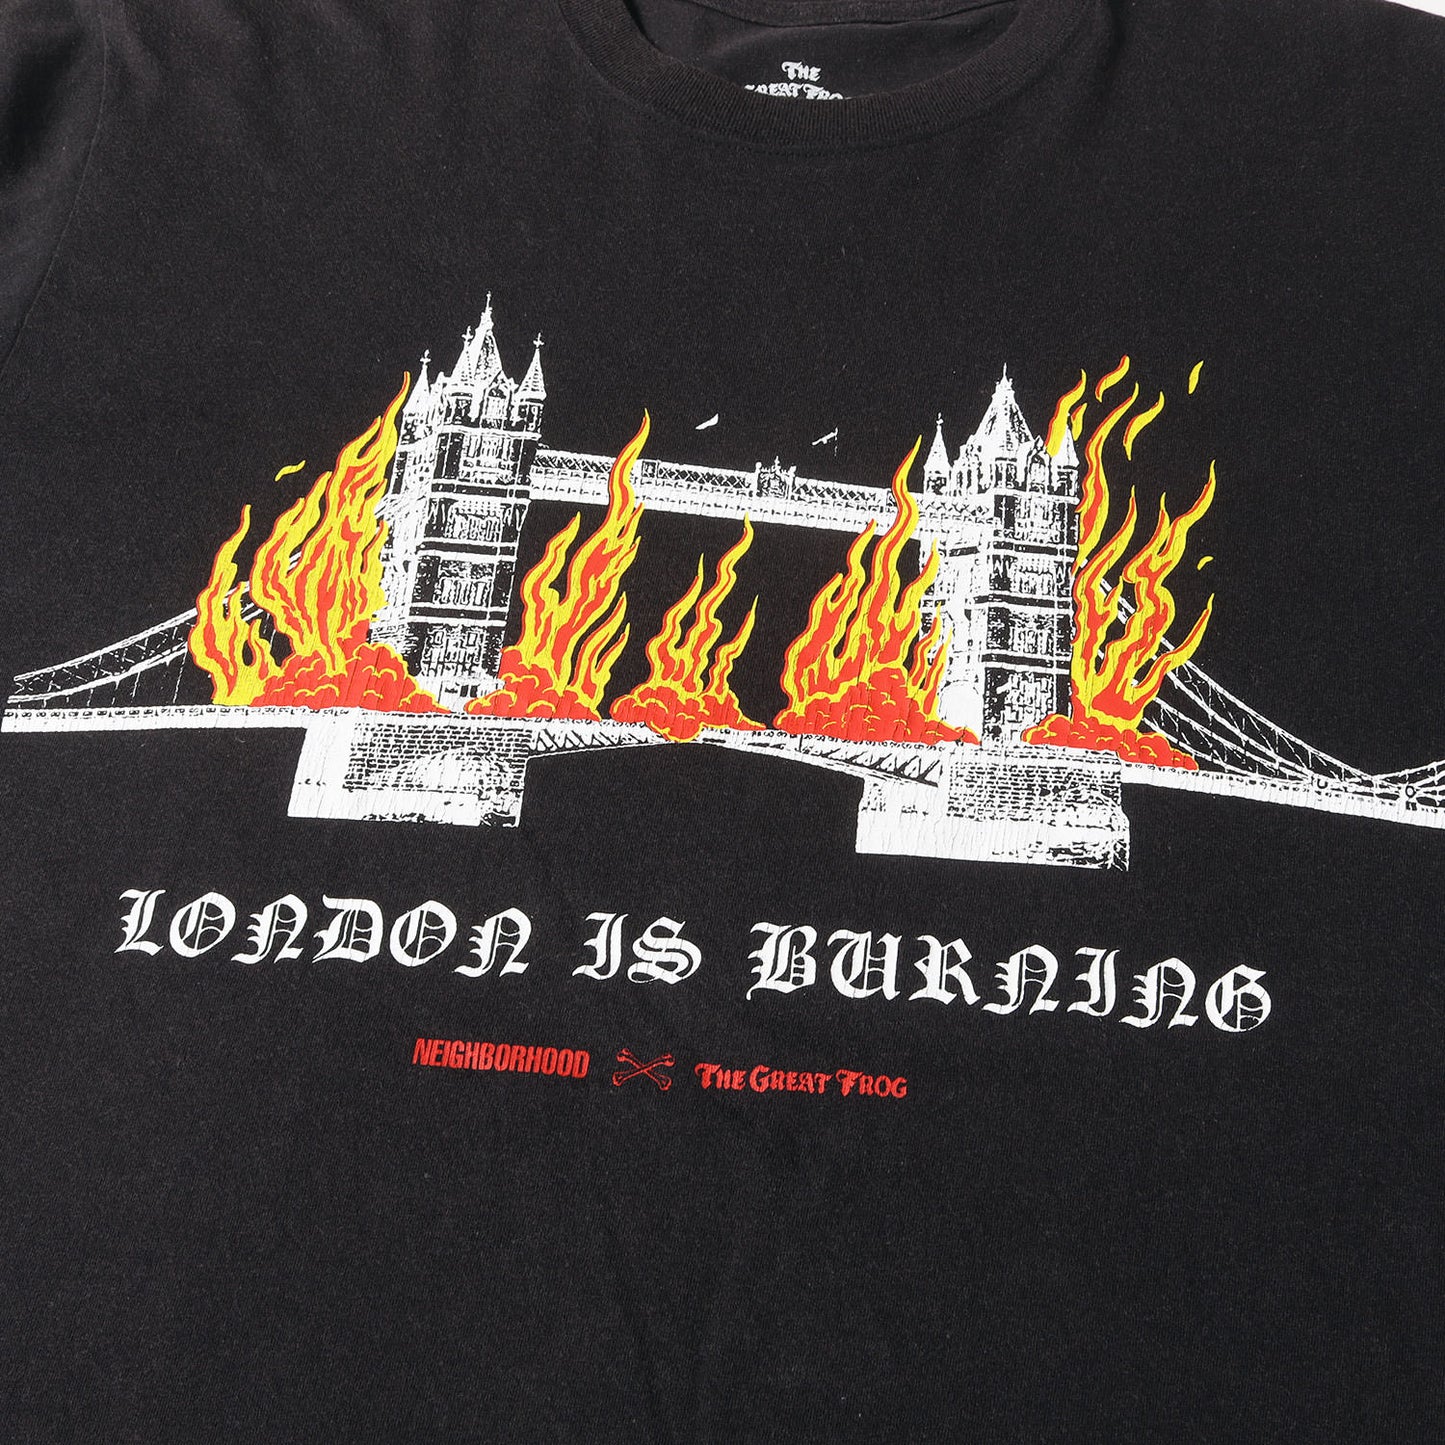 THE
GREAT FROG
LONDON IS BURNING
NEIGHBORHOOD THE GREAT FROG